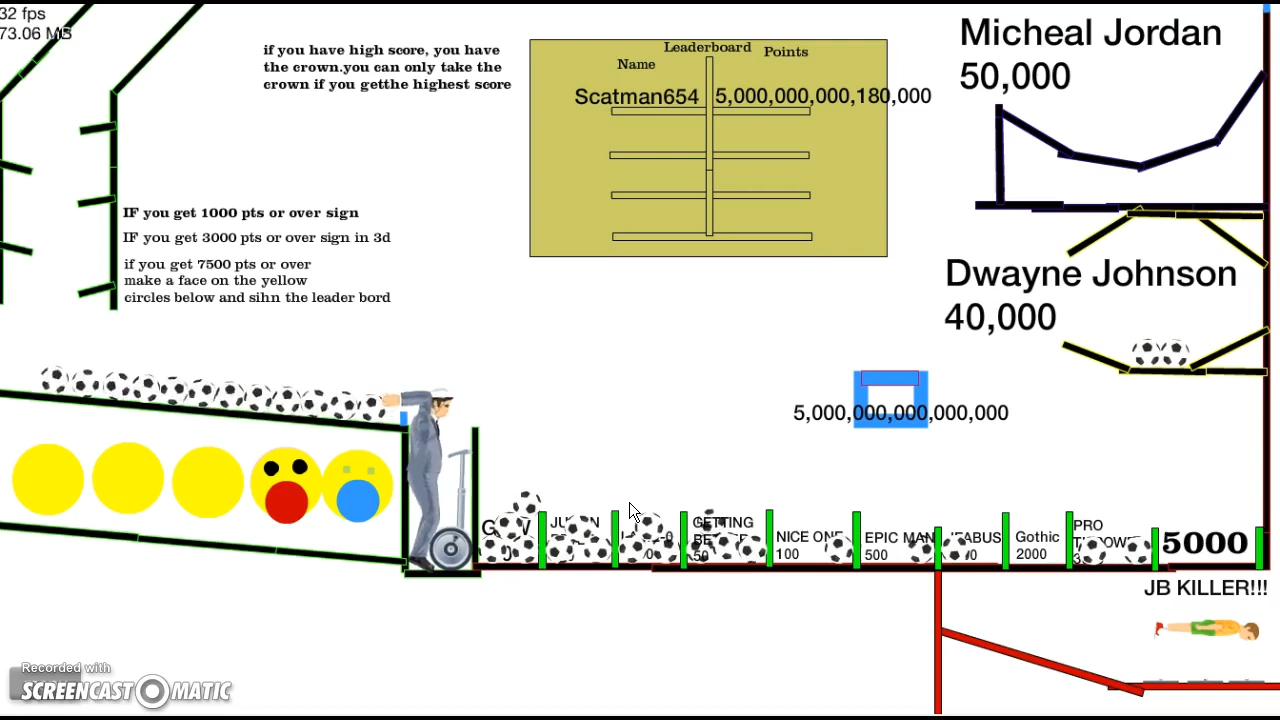 32 fps
73.06 MB
if you have high score, you have
the crown.you can only take the
crown if you getthe highest score
Leaderboard
Name
Points
Scatman654
5,000,000,000,180,000
Micheal Jordan
50,000
IF you get 1000 pts or over sign
IF you get 3000 pts or over sign in 3d
if you get 7500 pts or over
make a face on the yellow
circles below and sihn the leader bord
Dwayne Johnson
40,000
5,000,000,000,000,000
GETTING
50
NICE ONE
100
EPIC MAN
500
Gothic
2000
PRO
5000
JB KILLER!!!
Recorded with
SCREENCAST O MATIC